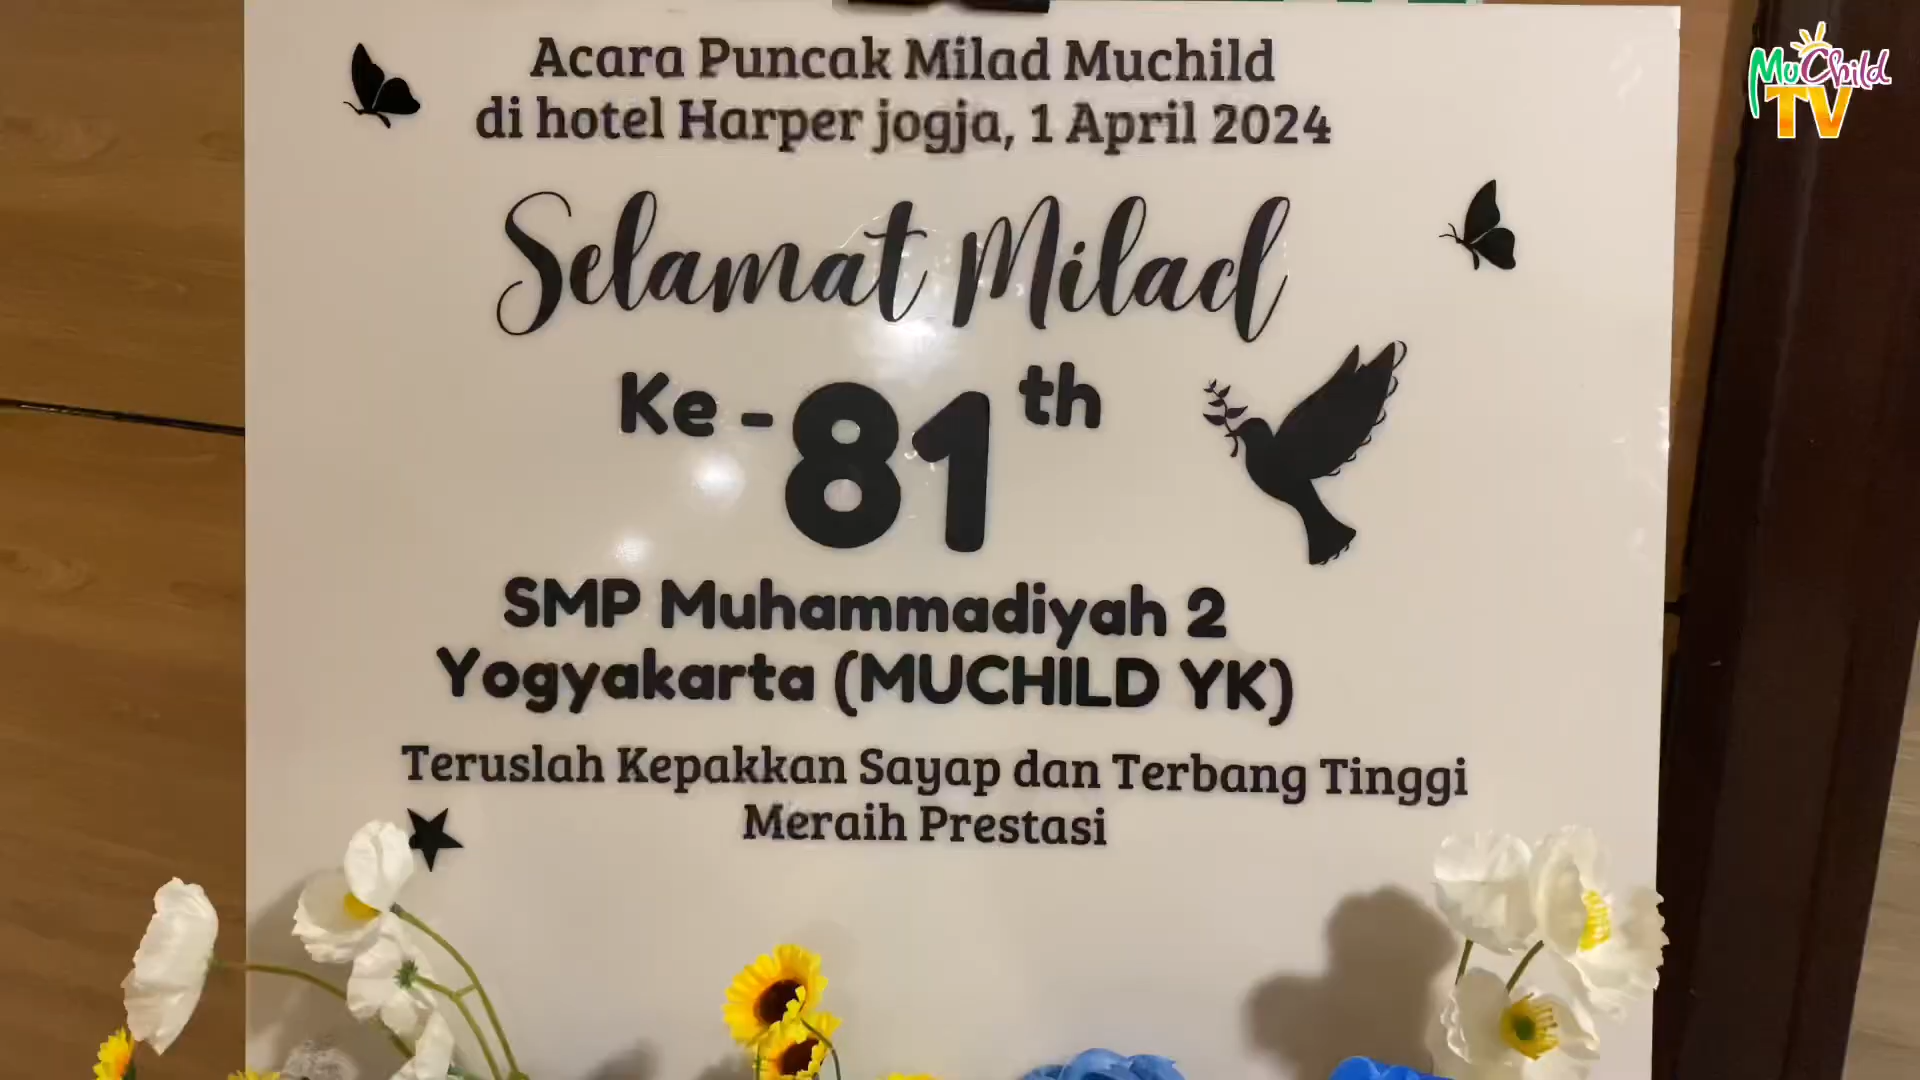 Acara Puncak Milad Muchild
di hotel Harper jogja, 1 April 2024
Selamat Milad
Ke - 81 th
SMP Muhammadiyah 2
Yogyakarta (MUCHILD YK)
Teruslah Kepakkan Sayap dan Terbang Tinggi
Meraih Prestasi
MuChild
TV